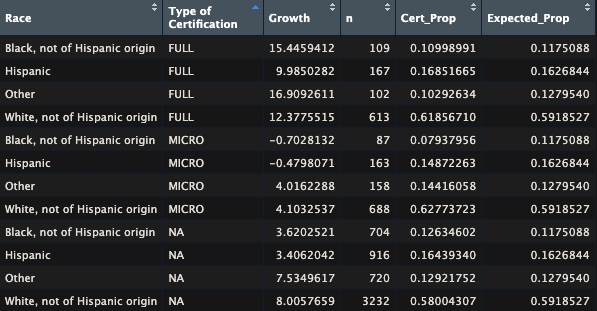 Race Type of Certification Growth n Cert_Prop Expected_Prop
Black, not of Hispanic origin FULL 15.4459412 109 0.10998991 0.1175088
Hispanic FULL 9.9850282 167 0.16851665 0.1626844
Other FULL 16.9092611 102 0.10292634 0.1279540
White, not of Hispanic origin FULL 12.3775515 613 0.61856710 0.5918527
Black, not of Hispanic origin MICRO -0.7028132 87 0.07937956 0.1175088
Hispanic MICRO -0.4798071 163 0.14872263 0.1626844
Other MICRO 4.0162288 158 0.14416058 0.1279540
White, not of Hispanic origin MICRO 4.1032537 688 0.62773723 0.5918527
Black, not of Hispanic origin NA 3.6202521 704 0.12634602 0.1175088
Hispanic NA 3.4062042 916 0.16439340 0.1626844
Other NA 7.5349617 720 0.12921752 0.1279540
White, not of Hispanic origin NA 8.0057659 3232 0.58004307 0.5918527